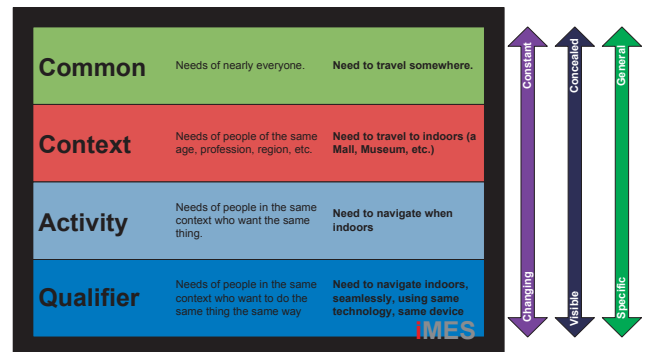 Common
Needs of nearly everyone.
Need to travel somewhere.
Context
Needs of people of the same
age, profession, region, etc.
Need to travel to indoors (a
Mall, Museum, etc.)
Activity
Needs of people in the same
context who want the same
thing.
Need to navigate when
indoors
Qualifier
Needs of people in the same
context who want to do the
same thing the same way
Need to navigate indoors,
seamlessly, using same
technology, same device
iMES
Constant
Changing
Concealed
Visible
General
Specific